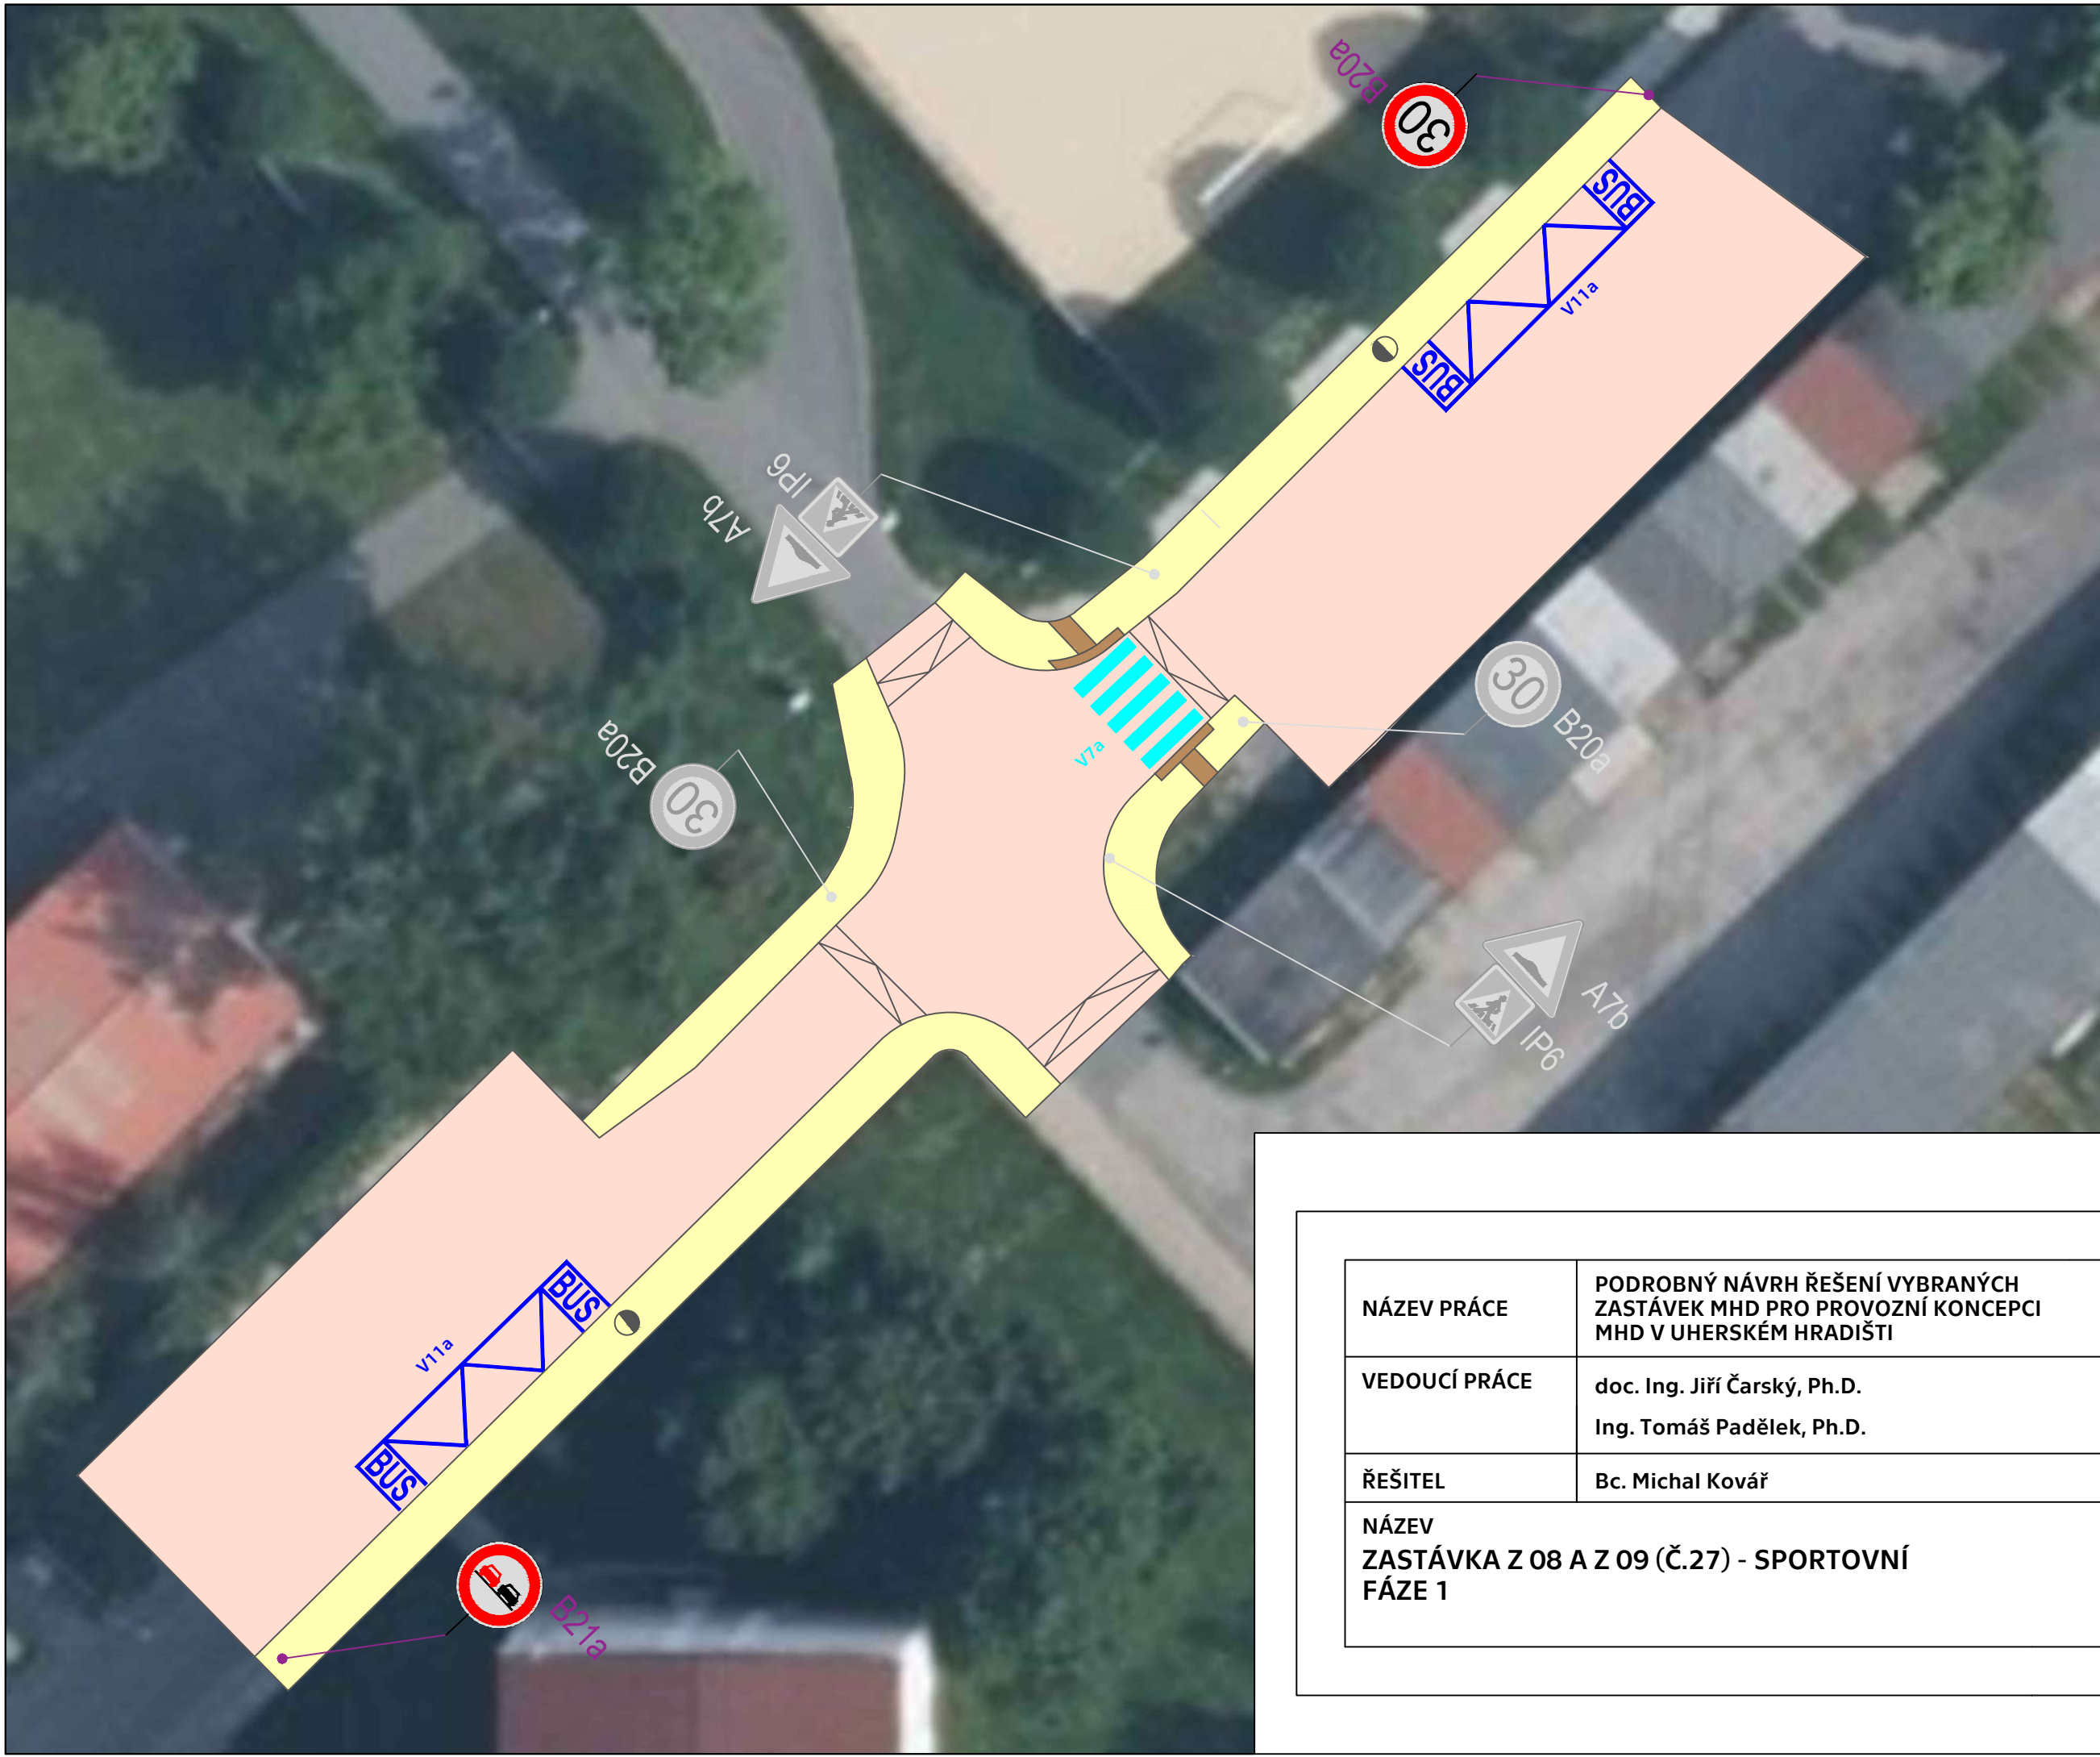 B20a
30
BUS
V11a
BUS
IP6
A7b
30
B20a
B20a
30
V7a
A7b
IP6
BUS
V11a
BUS
B21a
NÁZEV PRÁCE
PODROBNÝ NÁVRH ŘEŠENÍ VYBRANÝCH
ZASTÁVEK MHD PRO PROVOZNÍ KONCEPCI
MHD V UHERSKÉM HRADIŠTI
VEDOUCÍ PRÁCE
doc. Ing. Jiří Čarský, Ph.D.
Ing. Tomáš Padělek, Ph.D.
ŘEŠITEL
Bc. Michal Kovář
NÁZEV
ZASTÁVKA Z 08 A Z 09 (Č.27) - SPORTOVNÍ
FÁZE 1